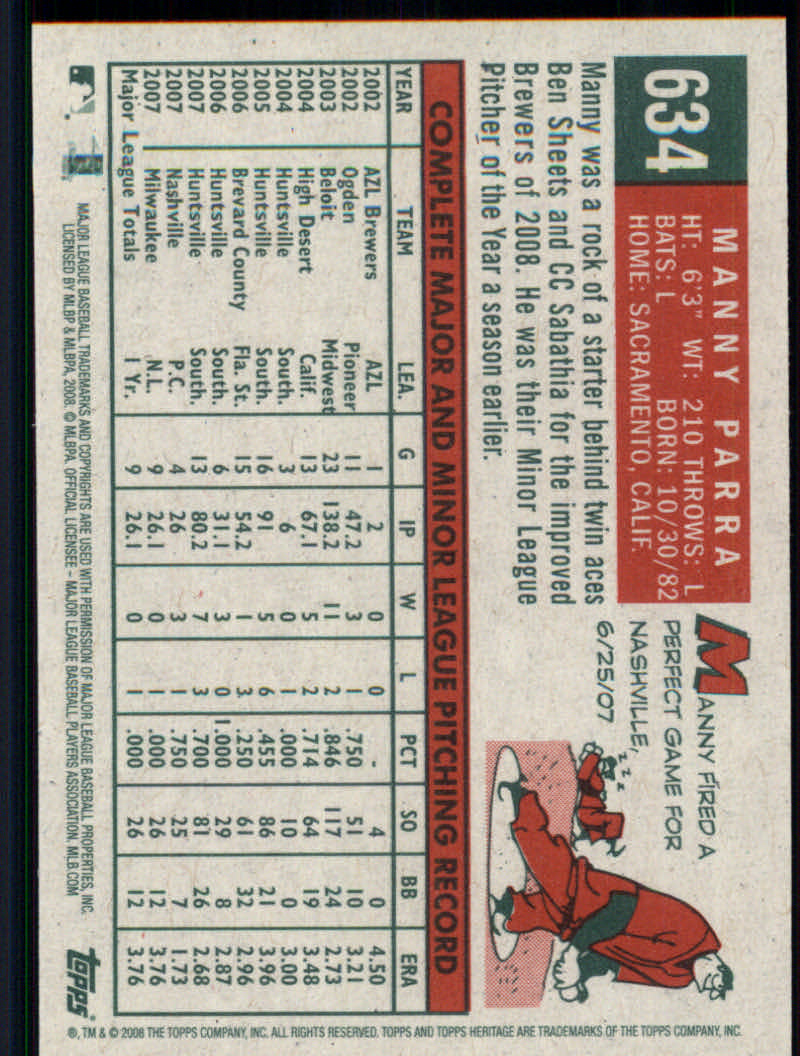 634
MANNY PARRA
HT: 6'3" WT: 210 THROWS: L
BATS: L BORN: 10/30/82
HOME: SACRAMENTO, CALIF.
MANNY FIRED A
PERFECT GAME FOR
NASHVILLE,
6/25/07
z z z
Manny was a rock of a starter behind twin aces
Ben Sheets and CC Sabathia for the improved
Brewers of 2008. He was their Minor League
Pitcher of the Year a season earlier.
COMPLETE MAJOR AND MINOR LEAGUE PITCHING RECORD
YEAR TEAM LEA. G IP W L PCT SO BB ERA
2002 AZL Brewers AZL 1 2 0 0 - 4 0 4.50
2002 Ogden Pioneer 11 47.2 3 1 .750 51 10 3.21
2003 Beloit Midwest 23 138.2 11 2 .846 117 24 2.73
2004 High Desert Calif. 13 67.1 5 2 .714 64 19 3.48
2004 Huntsville South. 3 6 0 1 .000 10 0 3.00
2005 Huntsville South. 16 91 5 6 .455 86 21 3.96
2006 Brevard County Fla. St. 15 54.2 1 3 .250 61 32 2.96
2006 Huntsville South. 6 31.1 3 0 1.000 29 8 2.87
2007 Huntsville South. 13 80.2 7 3 .700 81 26 2.68
2007 Nashville P.C. 4 26 3 1 .750 25 7 1.73
2007 Milwaukee N.L. 9 26.1 0 1 .000 26 12 3.76
Major League Totals 1 Yr. 9 26.1 0 1 .000 26 12 3.76
MAJOR LEAGUE BASEBALL TRADEMARKS AND COPYRIGHTS ARE USED WITH PERMISSION OF MAJOR LEAGUE BASEBALL PROPERTIES, INC.
LICENSED BY MLBP & MLBPA, 2008. © MLBPA, OFFICIAL LICENSEE - MAJOR LEAGUE BASEBALL PLAYERS ASSOCIATION. MLB.COM
topps
®, TM & © 2008 THE TOPPS COMPANY, INC. ALL RIGHTS RESERVED. TOPPS AND TOPPS HERITAGE ARE TRADEMARKS OF THE TOPPS COMPANY, INC.